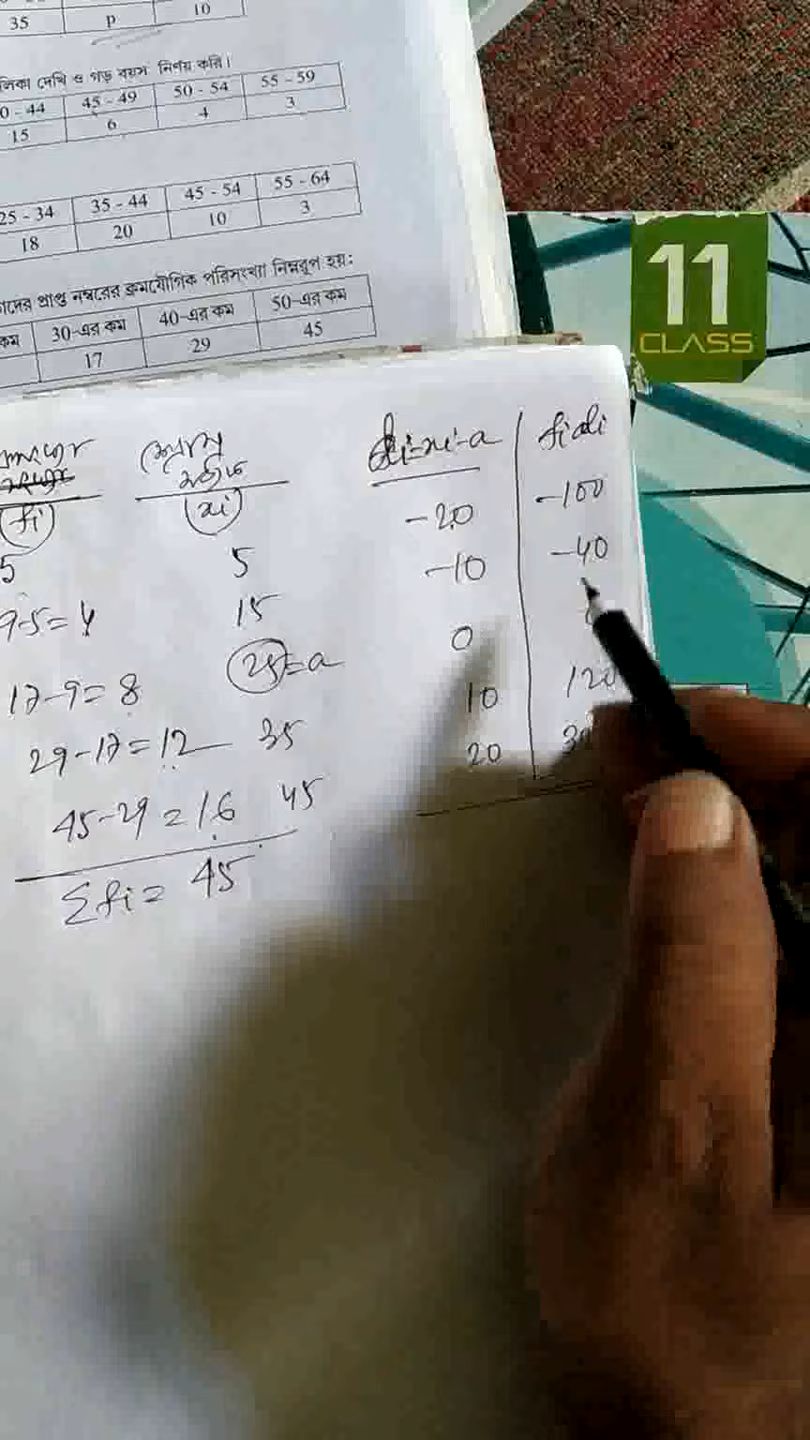 35 p 10
দেখি ও গড় বয়স নির্ণয় করি।
0 - 44 45 - 49 50 - 54 55 - 59
15 6 4 3
25 - 34 35 - 44 45 - 54 55 - 64
18 20 10 3
প্রাপ্ত নম্বরের ক্রমযৌগিক পরিসংখ্যা নিম্নরূপ হয়:
কম 30-এর কম 40-এর কম 50-এর কম
17 29 45
11
CLASS
(fi) (xi) di=xi-a fidi
5 5 -20 -100
9-5=4 15 -10 -40
17-9=8 25=a 0
29-17=12 35 10 120
45-29=16 45 20
Σfi= 45